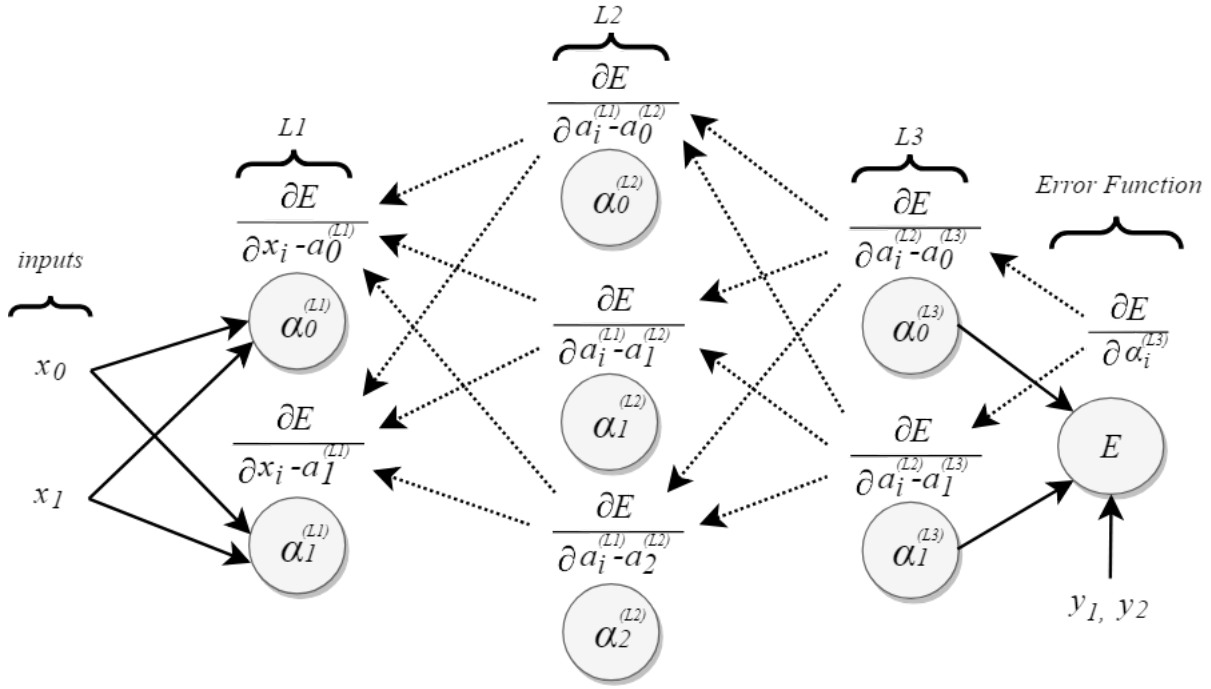 L2
∂E
∂a_i^(L1)-a_0^(L2)
α_0^(L2)
L1
∂E
∂x_i-a_0^(L1)
α_0^(L1)
L3
∂E
∂a_i^(L2)-a_0^(L3)
α_0^(L3)
Error Function
inputs
x_0
x_1
∂E
∂a_i^(L1)-a_1^(L2)
α_1^(L2)
∂E
∂α_i^(L3)
∂E
∂x_i-a_1^(L1)
α_1^(L1)
∂E
∂a_i^(L2)-a_1^(L3)
α_1^(L3)
E
∂E
∂a_i^(L1)-a_2^(L2)
α_2^(L2)
y_1, y_2